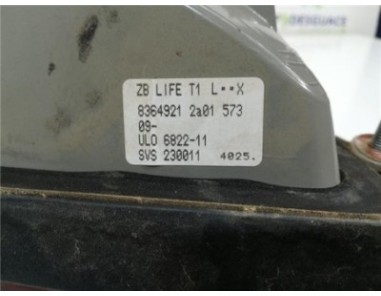 ZB LIFE T1 L**X
8364921 2a01 573
09-
ULO 6822-11
SVS 230011 4025.